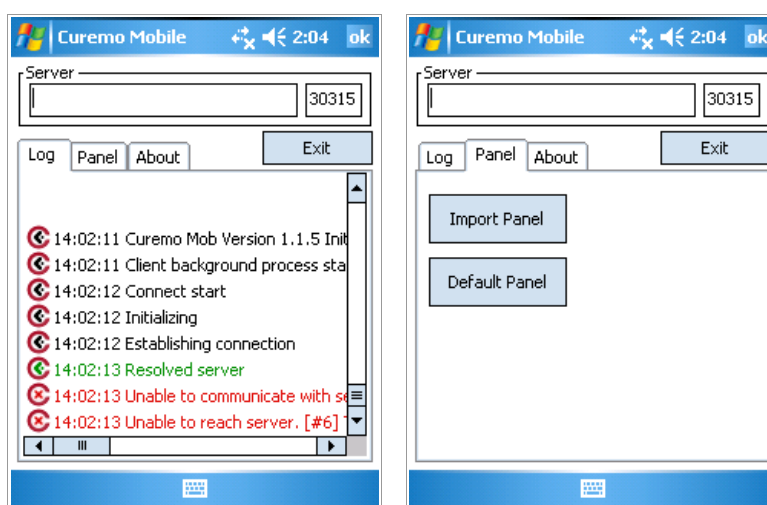 Curemo Mobile 2:04 ok
Server
30315
Log Panel About Exit
14:02:11 Curemo Mob Version 1.1.5 Init
14:02:11 Client background process sta
14:02:12 Connect start
14:02:12 Initializing
14:02:12 Establishing connection
14:02:13 Resolved server
14:02:13 Unable to communicate with se
14:02:13 Unable to reach server. [#6]
Curemo Mobile 2:04 ok
Server
30315
Log Panel About Exit
Import Panel
Default Panel